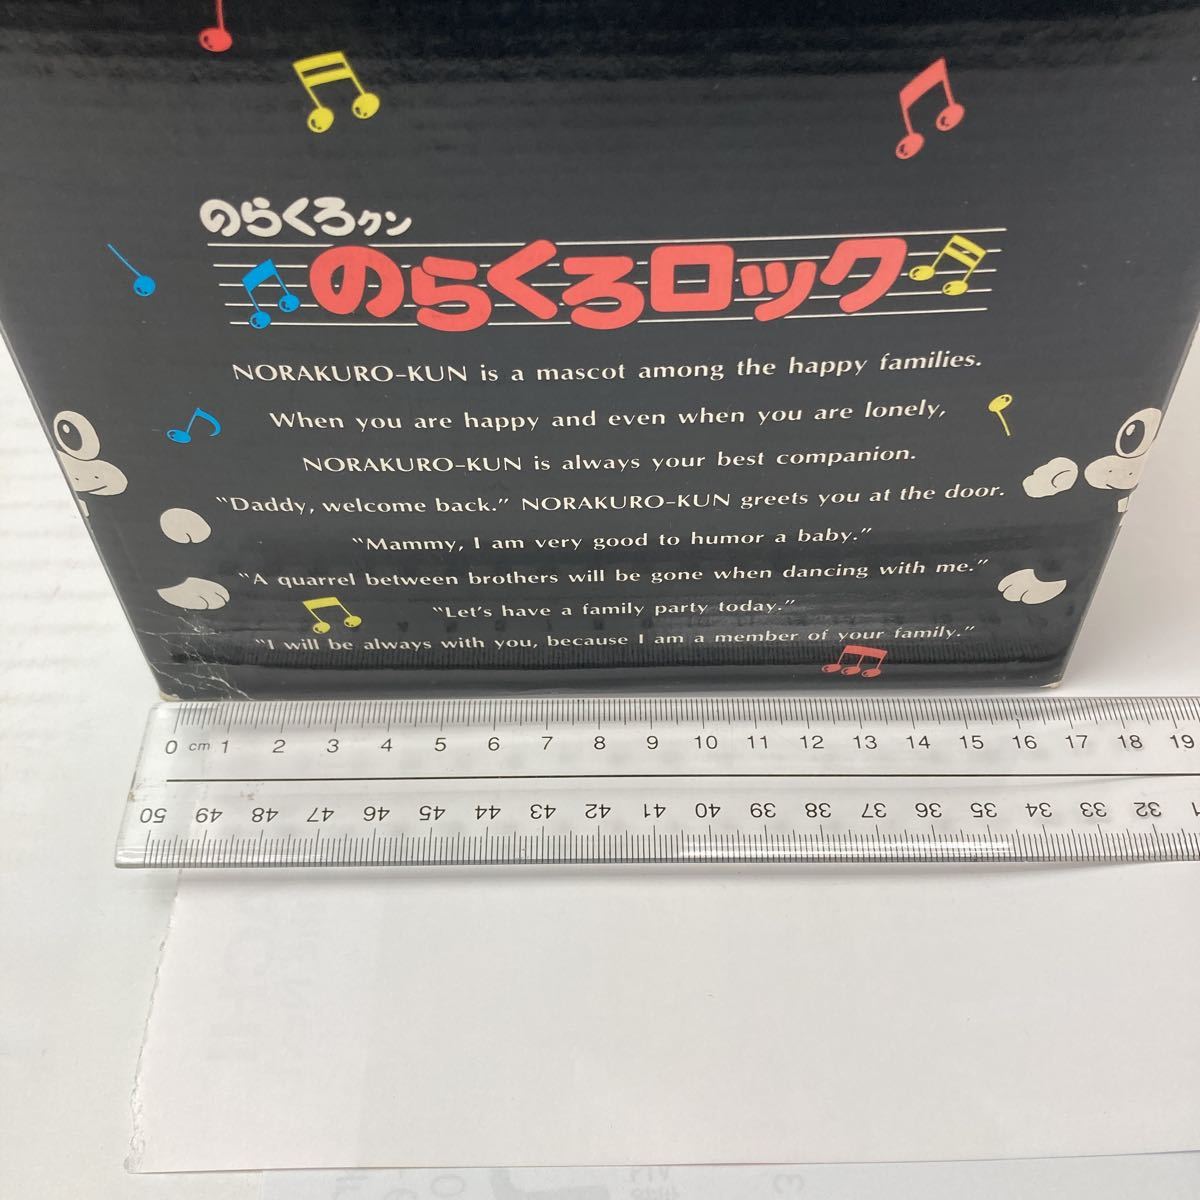 のらくろクン
のらくろロック
NORAKURO-KUN is a mascot among the happy families.
When you are happy and even when you are lonely,
NORAKURO-KUN is always your best companion.
"Daddy, welcome back." NORAKURO-KUN greets you at the door.
"Mammy, I am very good to humor a baby."
"A quarrel between brothers will be gone when dancing with me."
"Let's have a family party today."
"I will be always with you, because I am a member of your family."
0 cm 1 2 3 4 5 6 7 8 9 10 11 12 13 14 15 16 17 18 19
50 49 48 47 46 45 44 43 42 41 40 39 38 37 36 35 34 33 32